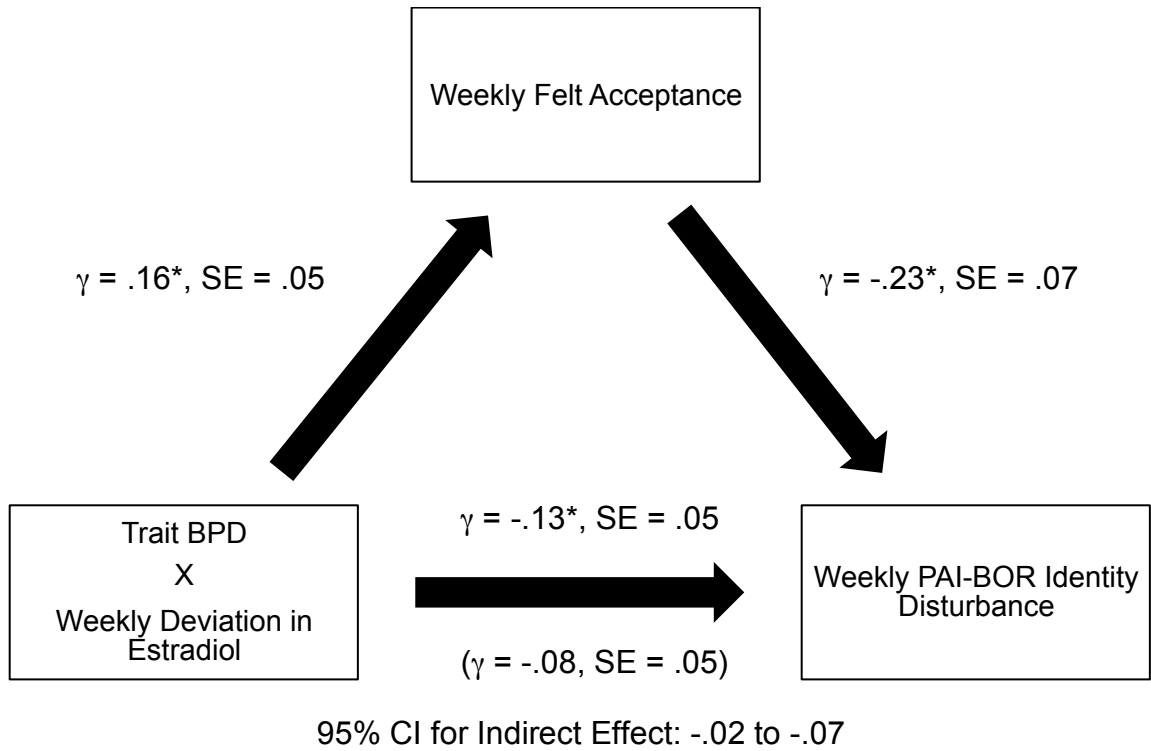 Weekly Felt Acceptance
γ = .16*, SE = .05
γ = -.23*, SE = .07
Trait BPD
X
Weekly Deviation in
Estradiol
γ = -.13*, SE = .05
(γ = -.08, SE = .05)
Weekly PAI-BOR Identity
Disturbance
95% CI for Indirect Effect: -.02 to -.07